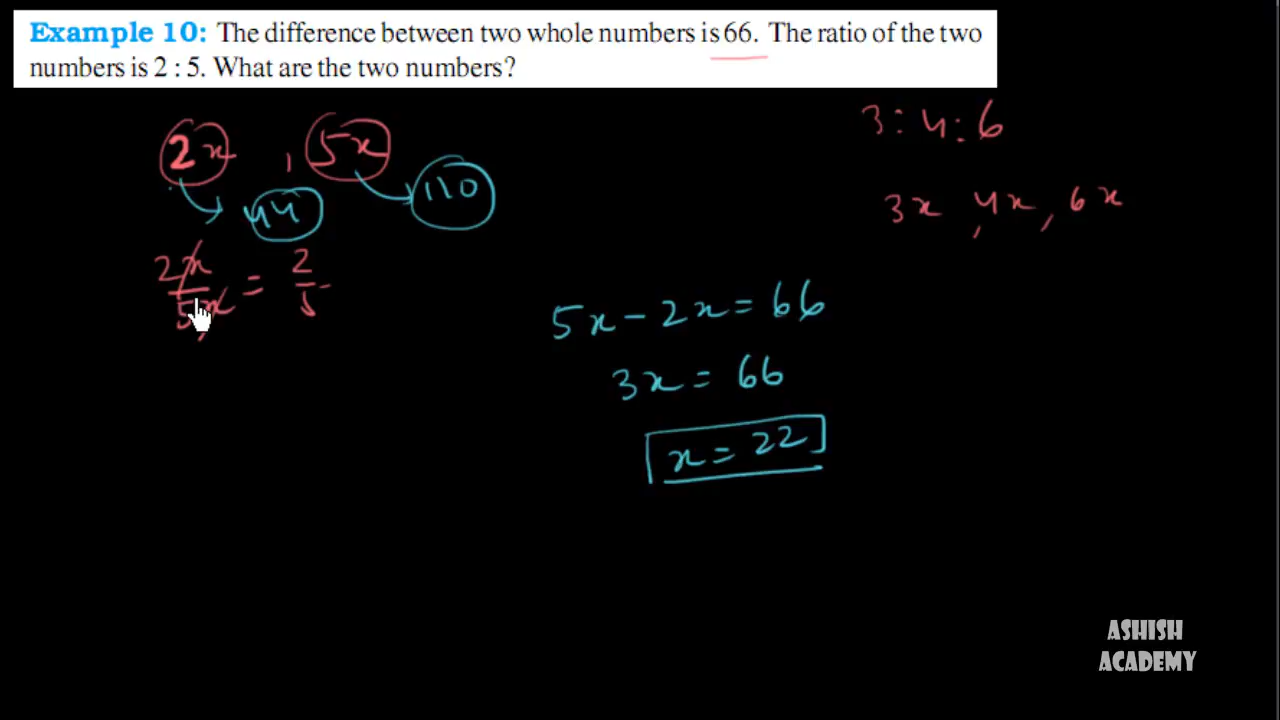 Example 10: The difference between two whole numbers is 66. The ratio of the two
numbers is 2 : 5. What are the two numbers?
3 : 4 : 6
2x , 5x
44 110
3x , 4x , 6x
2x/5x = 2/5
5x - 2x = 66
3x = 66
x = 22
ASHISH
ACADEMY